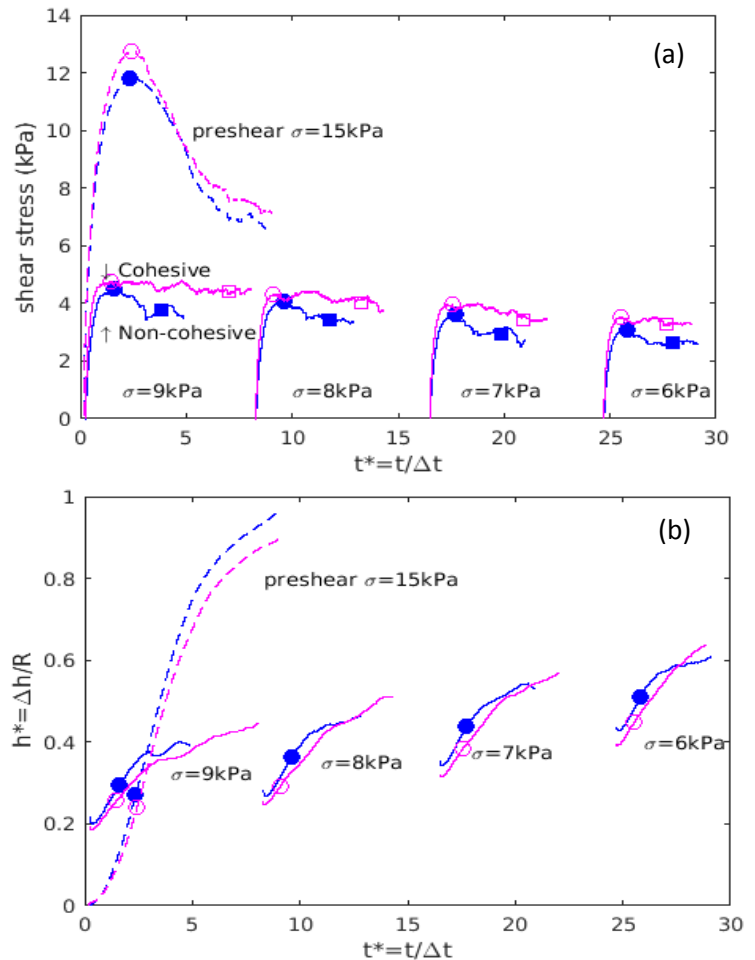 14
(a)
12
preshear σ=15kPa
10
8
shear stress (kPa)
6
↓ Cohesive
4
↑ Non-cohesive
2
σ=9kPa σ=8kPa σ=7kPa σ=6kPa
0
0 5 10 15 20 25 30
t*=t/Δt
1
(b)
preshear σ=15kPa
0.8
0.6
h*=Δh/R
σ=9kPa σ=8kPa σ=7kPa σ=6kPa
0.4
0.2
0
0 5 10 15 20 25 30
t*=t/Δt